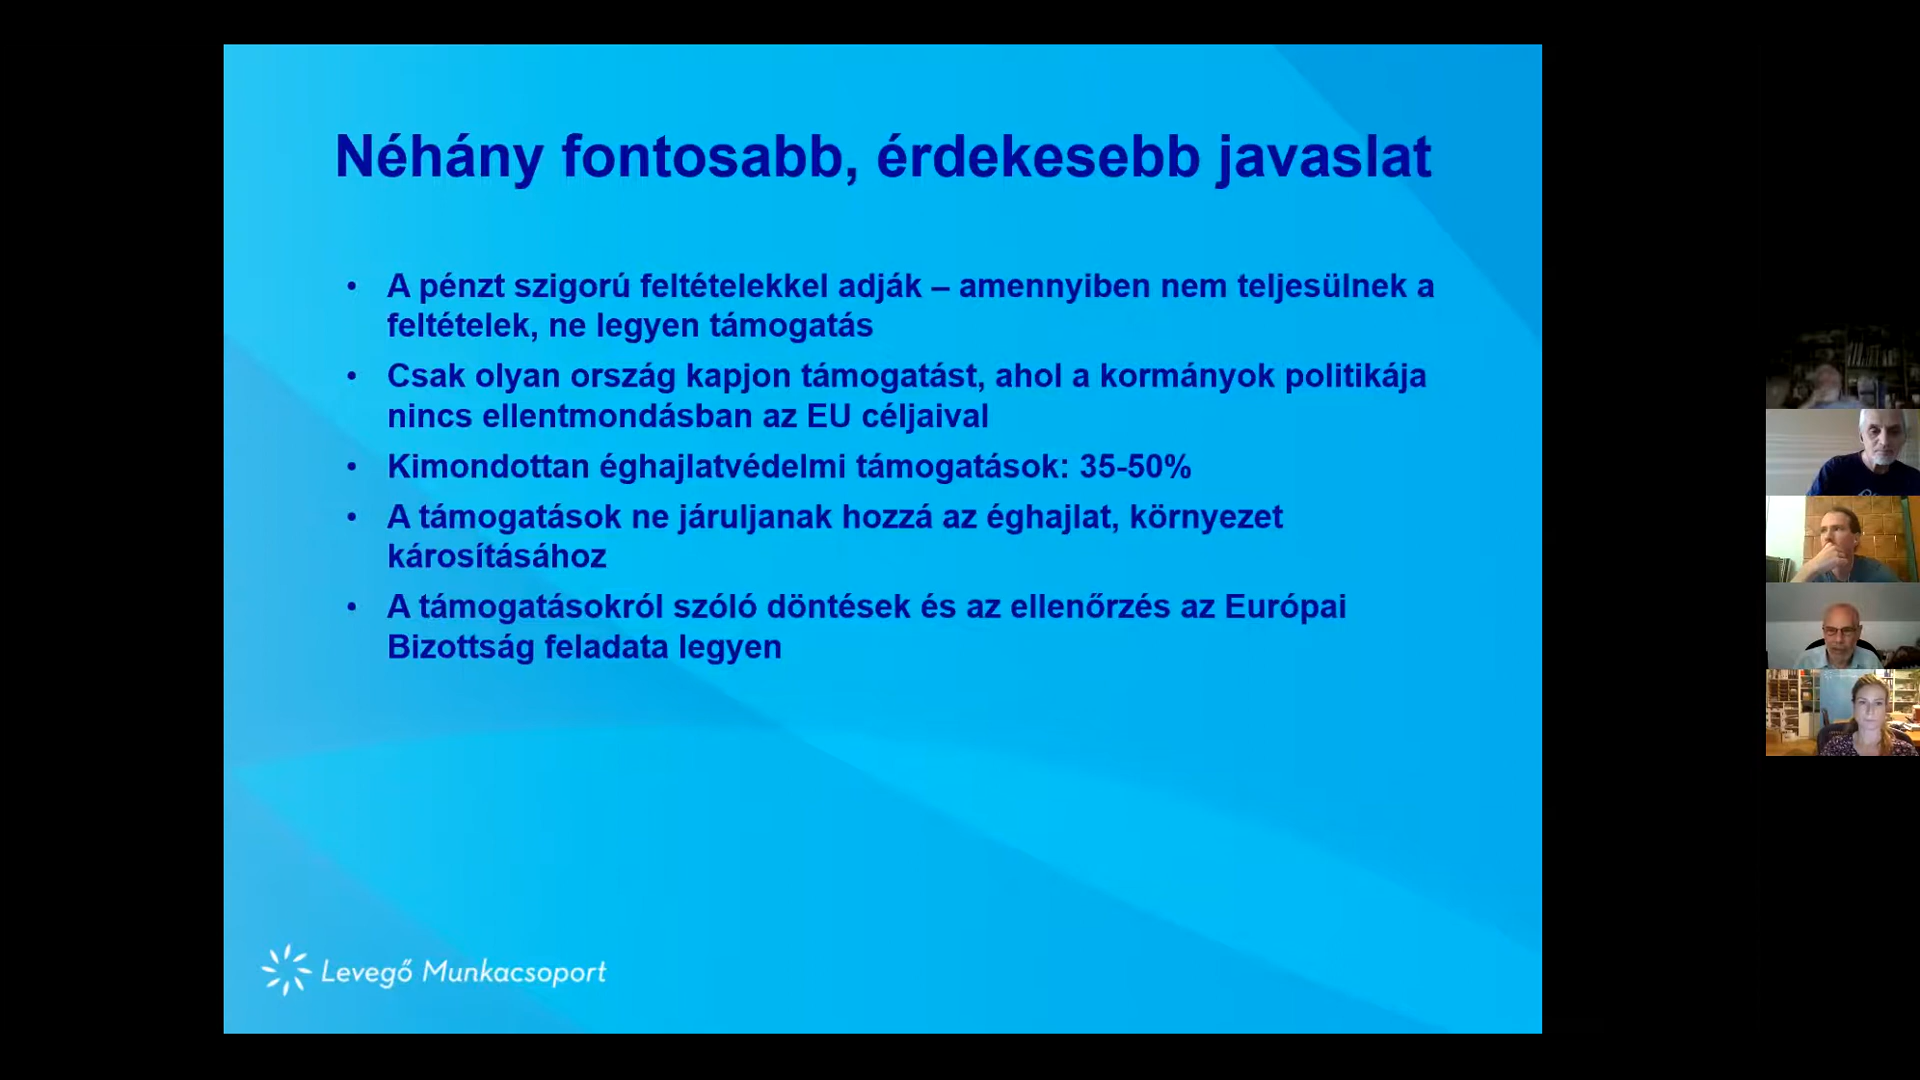 Néhány fontosabb, érdekesebb javaslat
• A pénzt szigorú feltételekkel adják – amennyiben nem teljesülnek a
feltételek, ne legyen támogatás
• Csak olyan ország kapjon támogatást, ahol a kormányok politikája
nincs ellentmondásban az EU céljaival
• Kimondottan éghajlatvédelmi támogatások: 35-50%
• A támogatások ne járuljanak hozzá az éghajlat, környezet
károsításához
• A támogatásokról szóló döntések és az ellenőrzés az Európai
Bizottság feladata legyen
Levegő Munkacsoport